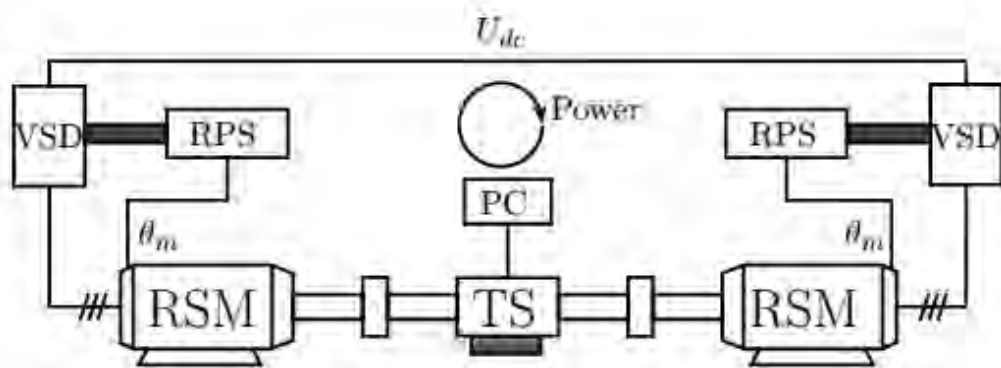 U_dc
VSD RPS Power RPS VSD
PC
θ_m θ_m
RSM TS RSM